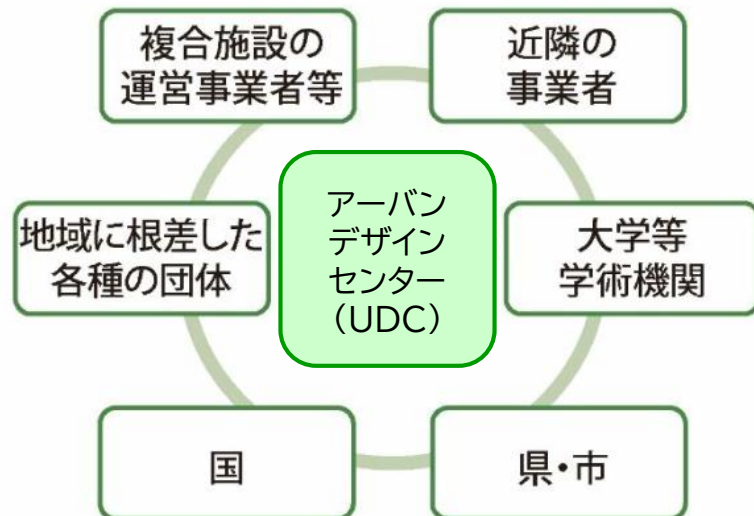 複合施設の
運営事業者等
近隣の
事業者
地域に根差した
各種の団体
アーバン
デザイン
センター
（UDC）
大学等
学術機関
国
県・市